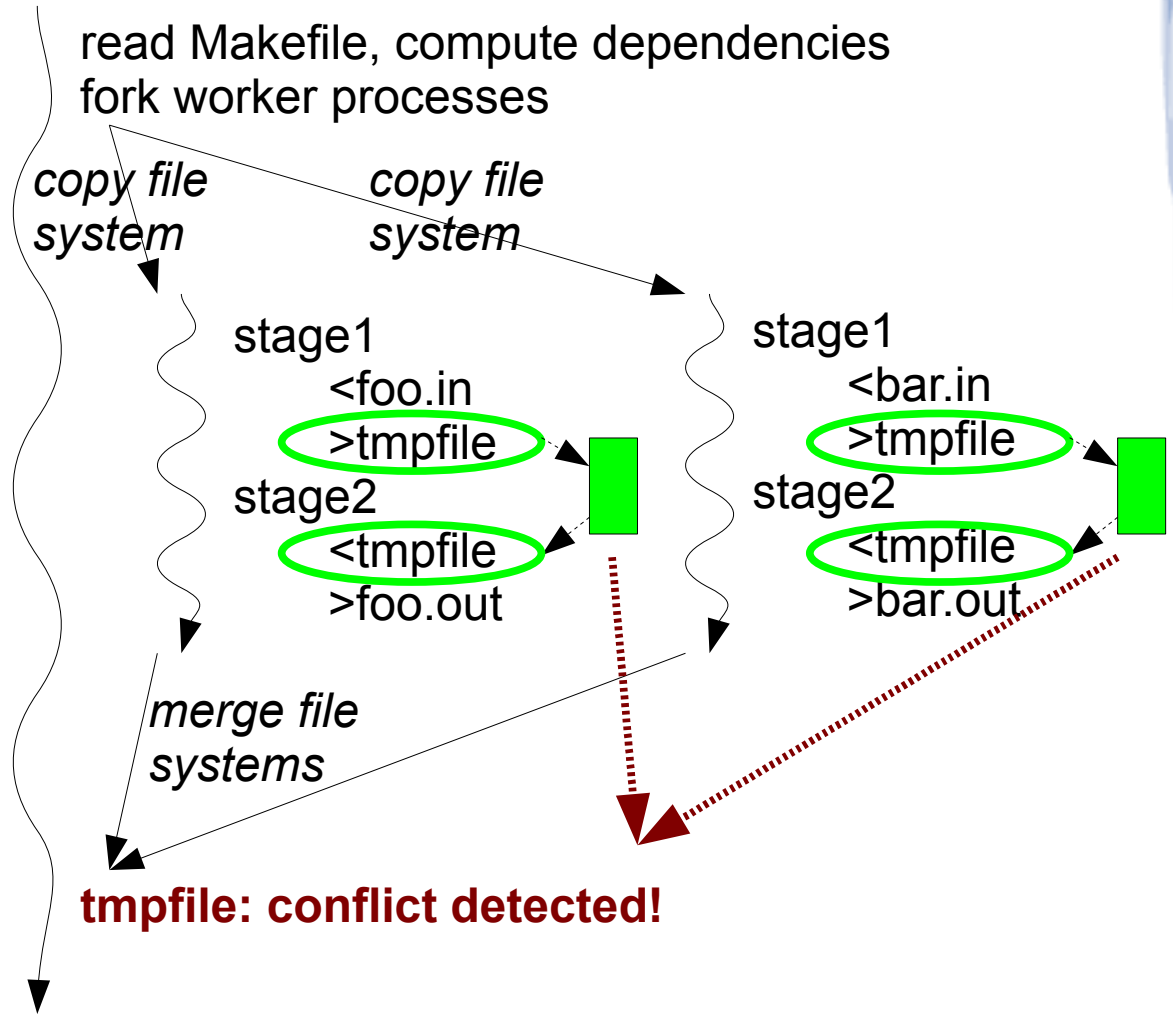 read Makefile, compute dependencies
fork worker processes
copy file
system
copy file
system
stage1
<foo.in
>tmpfile
stage2
<tmpfile
>foo.out
stage1
<bar.in
>tmpfile
stage2
<tmpfile
>bar.out
merge file
systems
tmpfile: conflict detected!